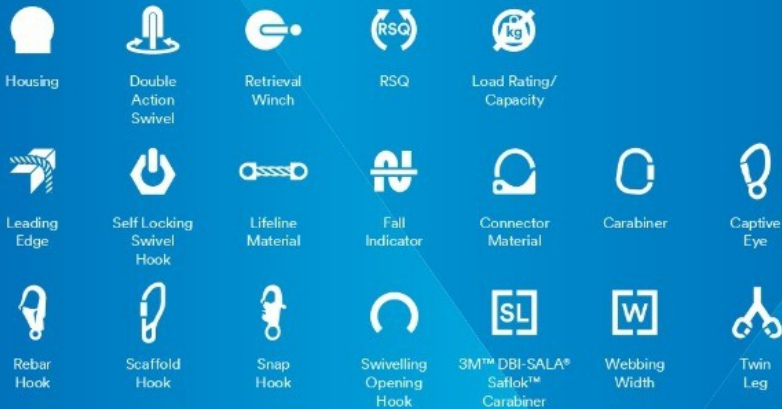 RSQ
kg
Housing
Double
Action
Swivel
Retrieval
Winch
RSQ
Load Rating/
Capacity
Leading
Edge
Self Locking
Swivel
Hook
Lifeline
Material
Fall
Indicator
Connector
Material
Carabiner
Captive
Eye
SL
W
Rebar
Hook
Scaffold
Hook
Snap
Hook
Swivelling
Opening
Hook
3M™ DBI-SALA®
Saflok™
Carabiner
Webbing
Width
Twin
Leg